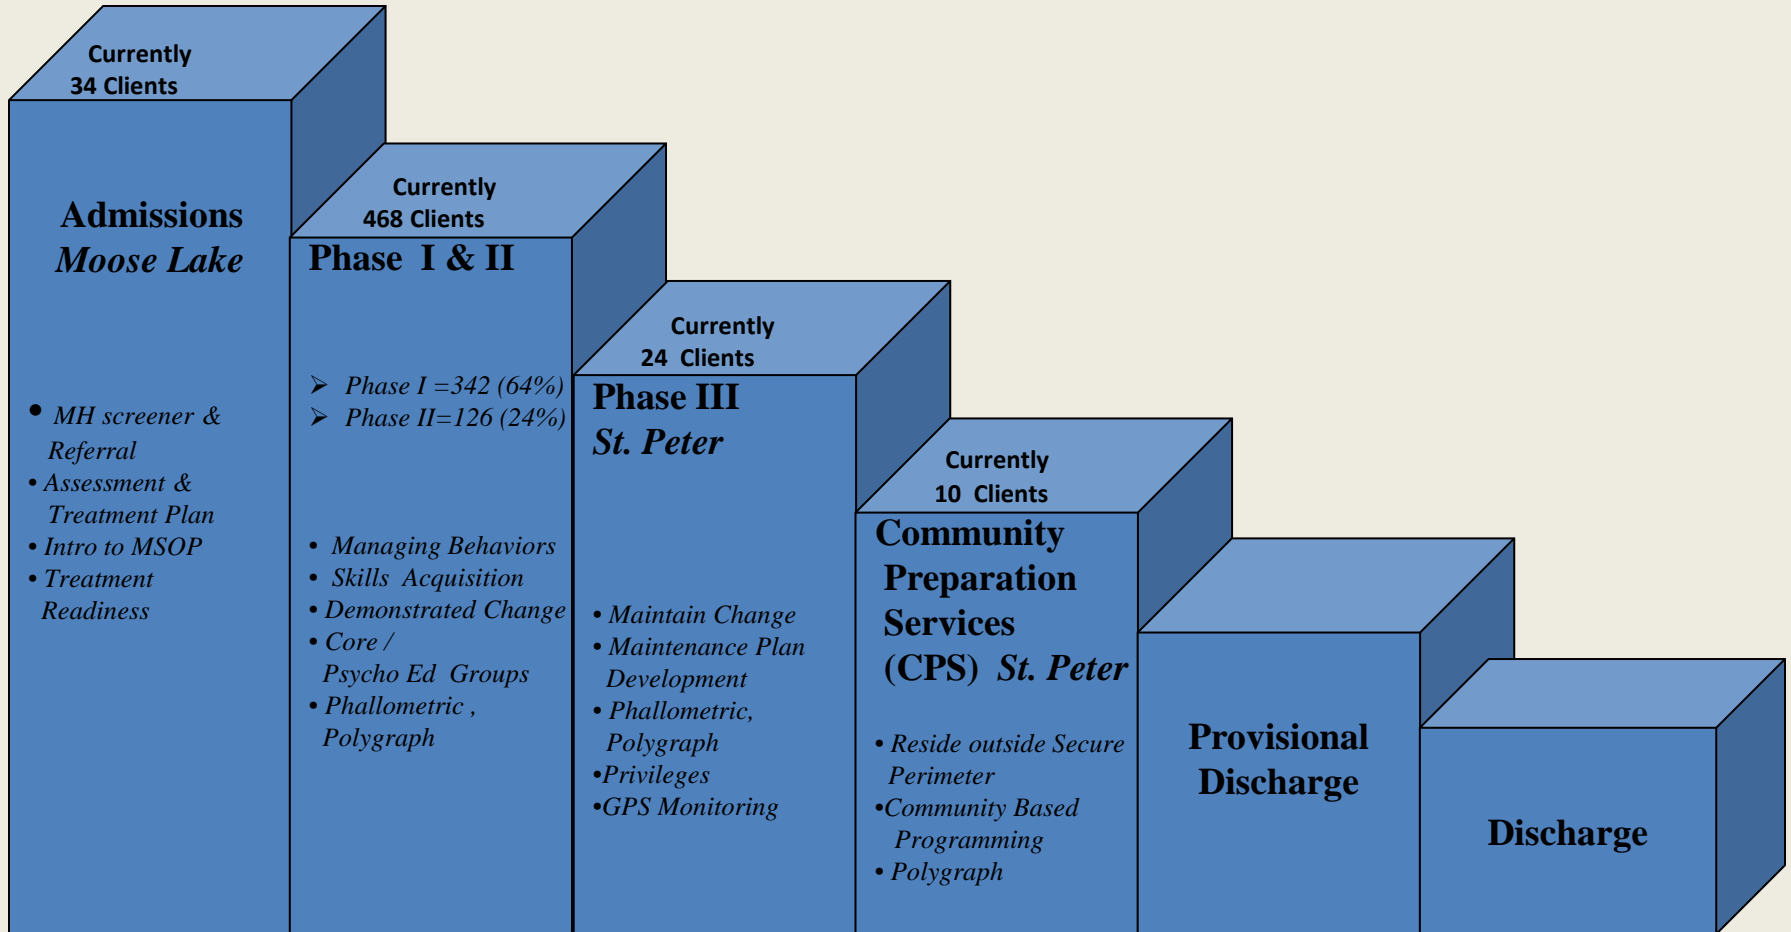 Currently
34 Clients
Admissions
Moose Lake
• MH screener &
Referral
• Assessment &
Treatment Plan
• Intro to MSOP
• Treatment
Readiness
Currently
468 Clients
Phase I & II
➢ Phase I =342 (64%)
➢ Phase II=126 (24%)
• Managing Behaviors
• Skills Acquisition
• Demonstrated Change
• Core /
Psycho Ed Groups
• Phallometric ,
Polygraph
Currently
24 Clients
Phase III
St. Peter
• Maintain Change
• Maintenance Plan
Development
• Phallometric,
Polygraph
•Privileges
•GPS Monitoring
Currently
10 Clients
Community
Preparation
Services
(CPS) St. Peter
• Reside outside Secure
Perimeter
•Community Based
Programming
• Polygraph
Provisional
Discharge
Discharge